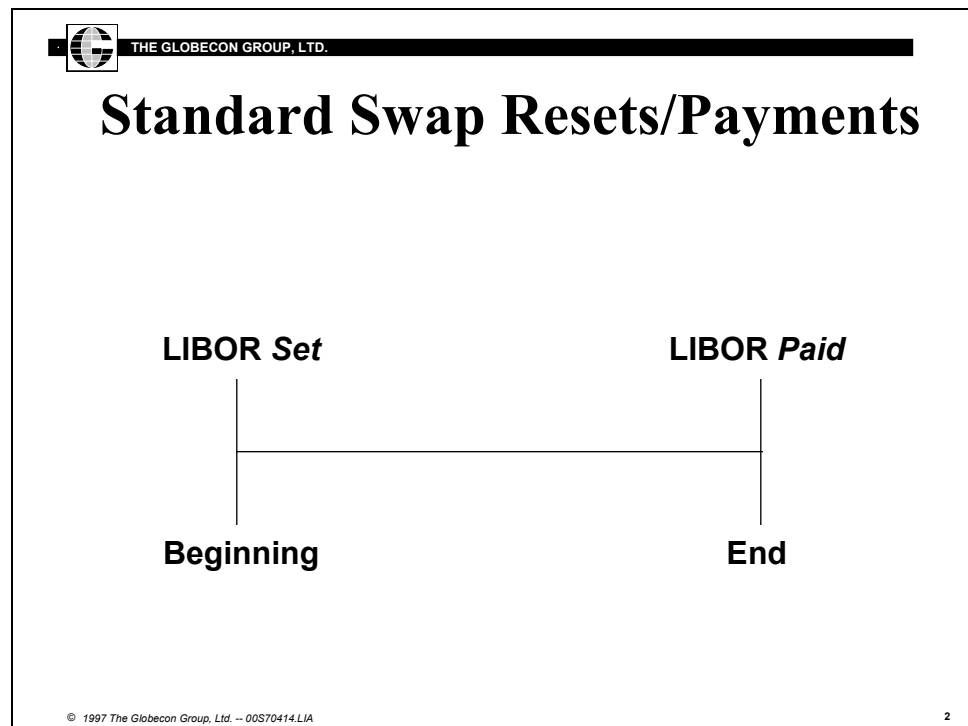 THE GLOBECON GROUP, LTD.
Standard Swap Resets/Payments
LIBOR Set
LIBOR Paid
Beginning
End
© 1997 The Globecon Group, Ltd. -- 00S70414.LIA
2